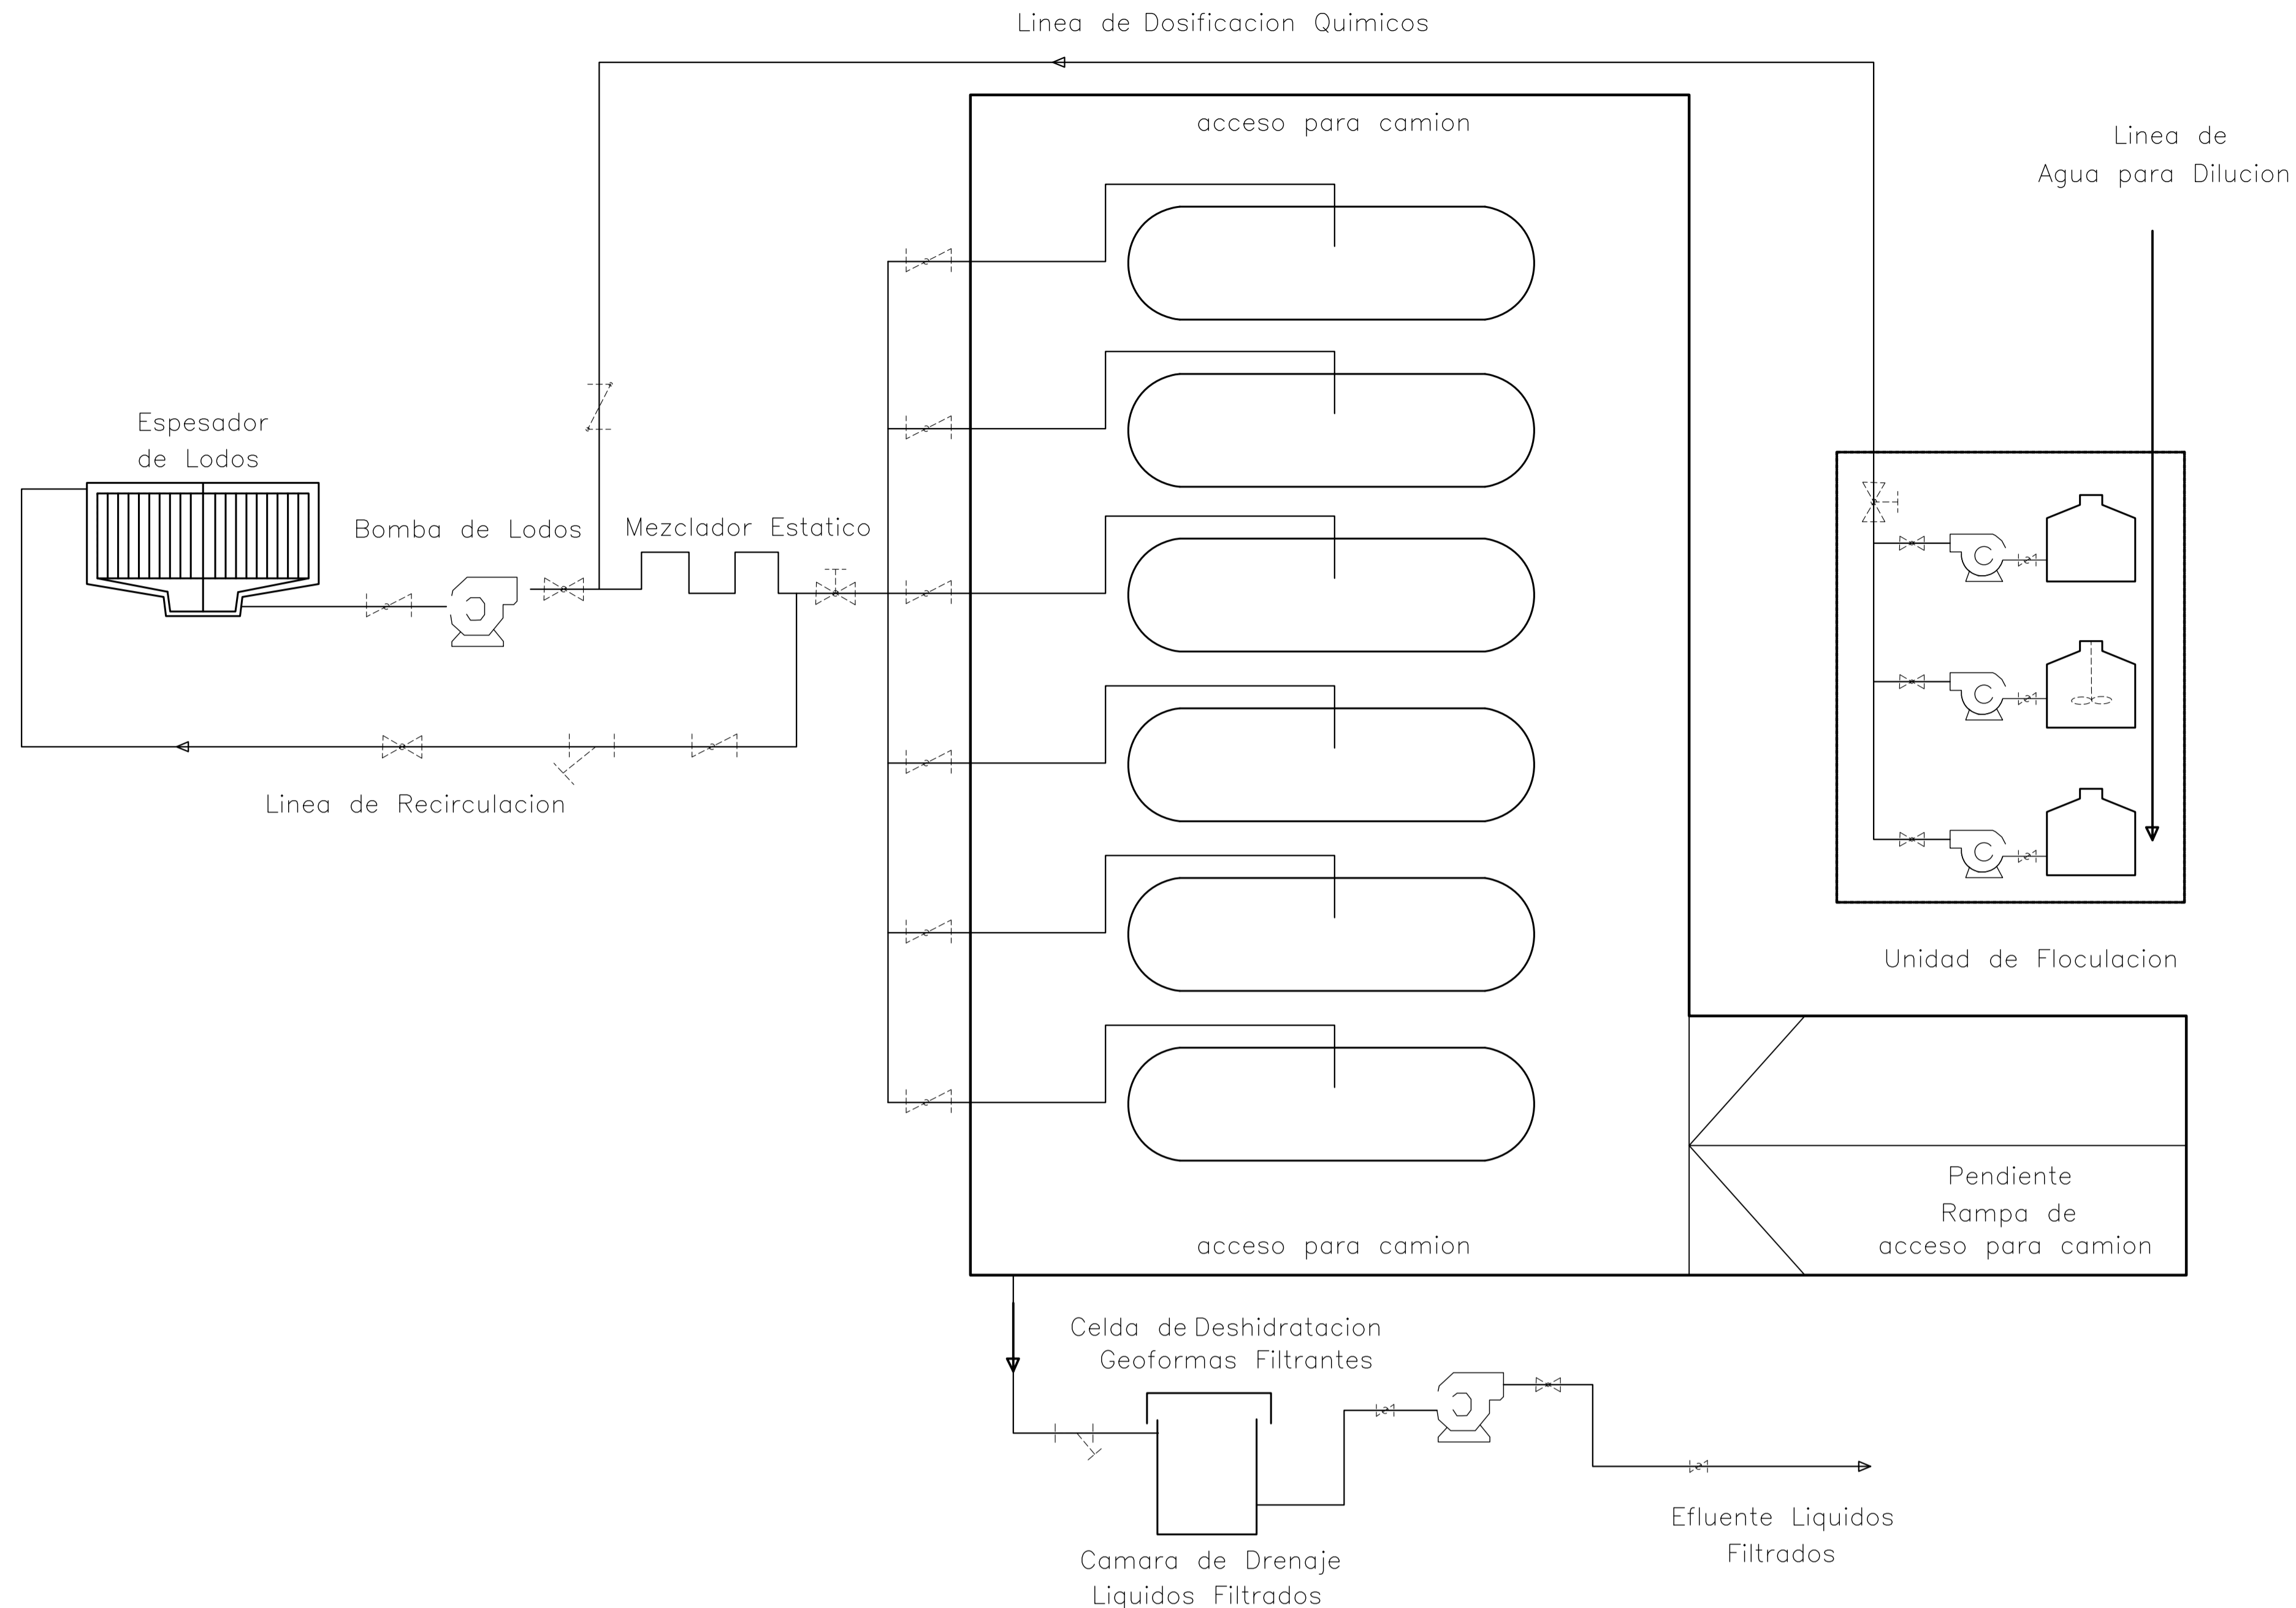 Linea de Dosificacion Quimicos
acceso para camion
Linea de
Agua para Dilucion
Espesador
de Lodos
Bomba de Lodos
Mezclador Estatico
Linea de Recirculacion
Unidad de Floculacion
Pendiente
Rampa de
acceso para camion
acceso para camion
Celda de Deshidratacion
Geoformas Filtrantes
Efluente Liquidos
Filtrados
Camara de Drenaje
Liquidos Filtrados